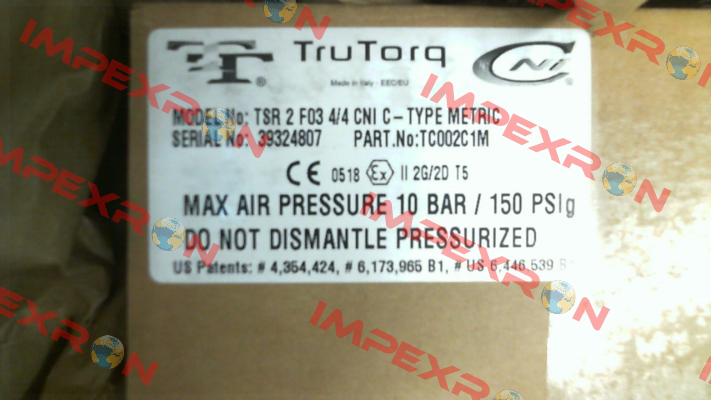 TruTorq CNI
®
Made in Italy - EEC/EU
MODEL No: TSR 2 F03 4/4 CNI C-TYPE METRIC
SERIAL No: 39324807 PART.No:TC002C1M
CE 0518 Ex II 2G/2D T5
MAX AIR PRESSURE 10 BAR / 150 PSIg
DO NOT DISMANTLE PRESSURIZED
US Patents: # 4,354,424, # 6,173,965 B1, # US 6,446,539
IMPEXRON
IMPEXRON
IMPEXRON
IMPEXRON
IMPEXRON